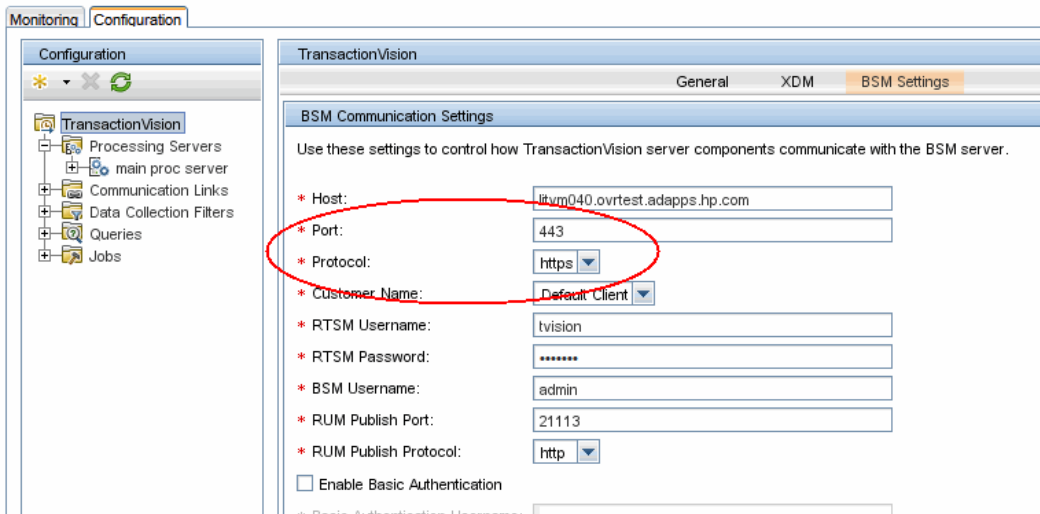 Monitoring Configuration
Configuration
TransactionVision
Processing Servers
main proc server
Communication Links
Data Collection Filters
Queries
Jobs
TransactionVision
General XDM BSM Settings
BSM Communication Settings
Use these settings to control how TransactionVision server components communicate with the BSM server.
* Host: litvm040.ovrtest.adapps.hp.com
* Port: 443
* Protocol: https
* Customer Name: Default Client
* RTSM Username: tvision
* RTSM Password: •••••••
* BSM Username: admin
* RUM Publish Port: 21113
* RUM Publish Protocol: http
Enable Basic Authentication
* Basic Authentication Username: